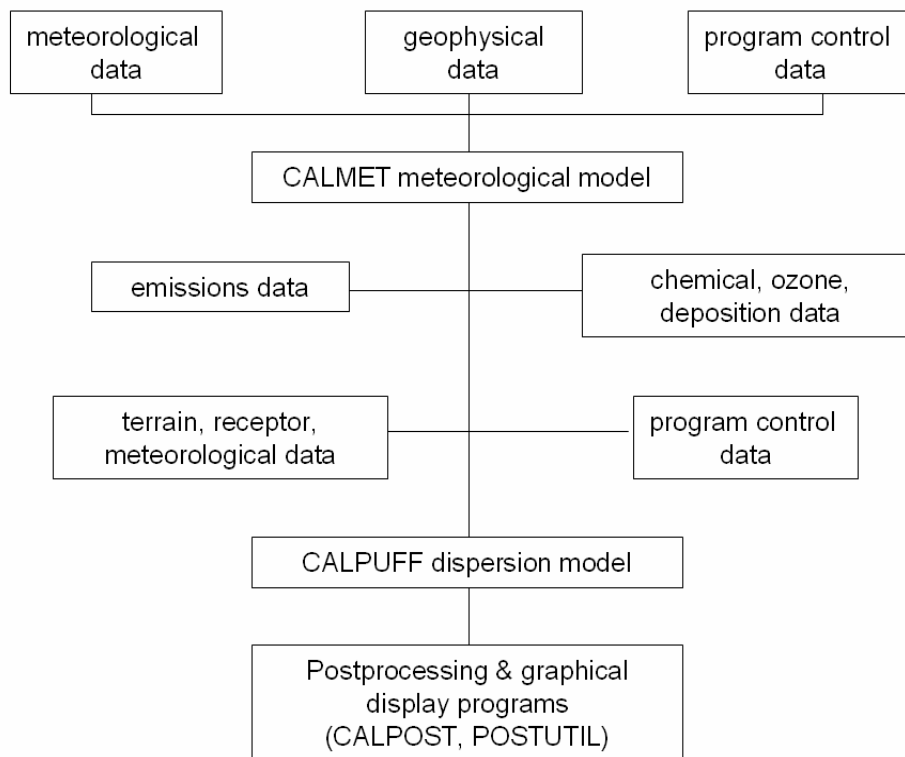 meteorological
data
geophysical
data
program control
data
CALMET meteorological model
emissions data
chemical, ozone,
deposition data
terrain, receptor,
meteorological data
program control
data
CALPUFF dispersion model
Postprocessing & graphical
display programs
(CALPOST, POSTUTIL)